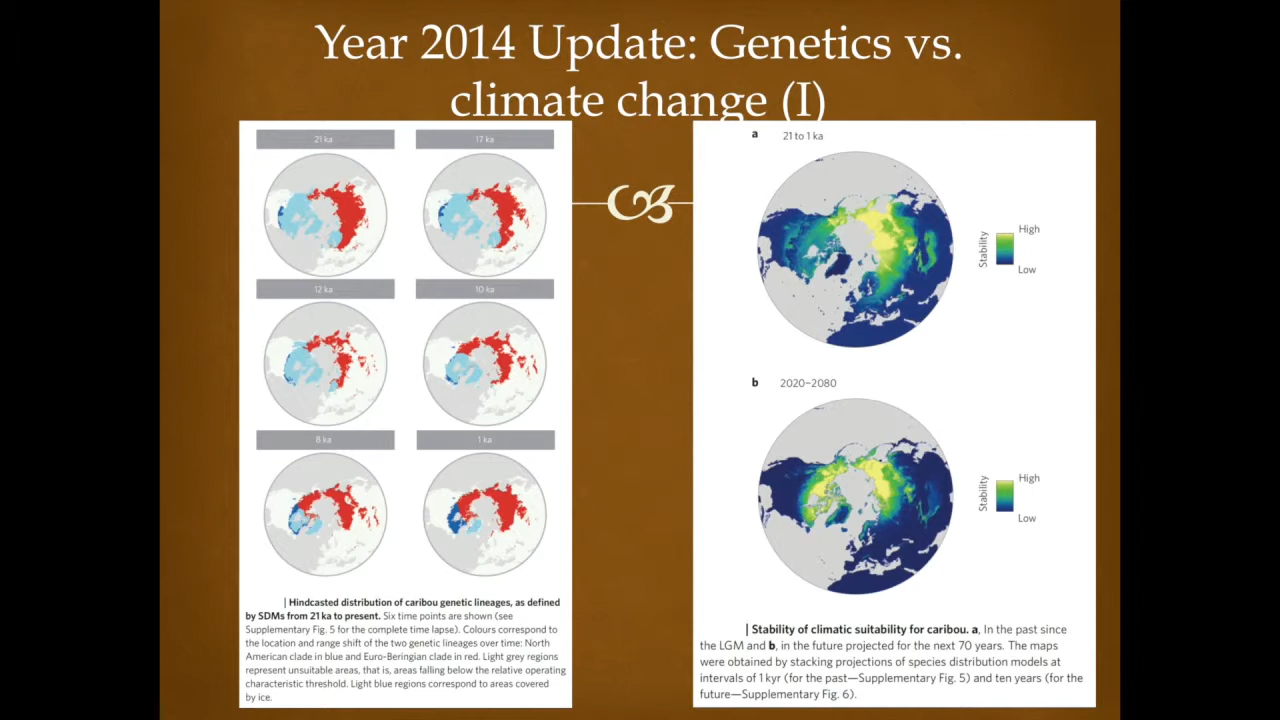 Year 2014 Update: Genetics vs.
climate change (I)
21 ka
17 ka
12 ka
10 ka
8 ka
1 ka
| Hindcasted distribution of caribou genetic lineages, as defined
by SDMs from 21 ka to present. Six time points are shown (see
Supplementary Fig. 5 for the complete time lapse). Colours correspond to
the location and range shift of the two genetic lineages over time: North
American clade in blue and Euro-Beringian clade in red. Light grey regions
represent unsuitable areas, that is, areas falling below the relative operating
characteristic threshold. Light blue regions correspond to areas covered
by ice.
a 21 to 1 ka
Stability
High
Low
b 2020–2080
Stability
High
Low
| Stability of climatic suitability for caribou. a, In the past since
the LGM and b, in the future projected for the next 70 years. The maps
were obtained by stacking projections of species distribution models at
intervals of 1 kyr (for the past—Supplementary Fig. 5) and ten years (for the
future—Supplementary Fig. 6).